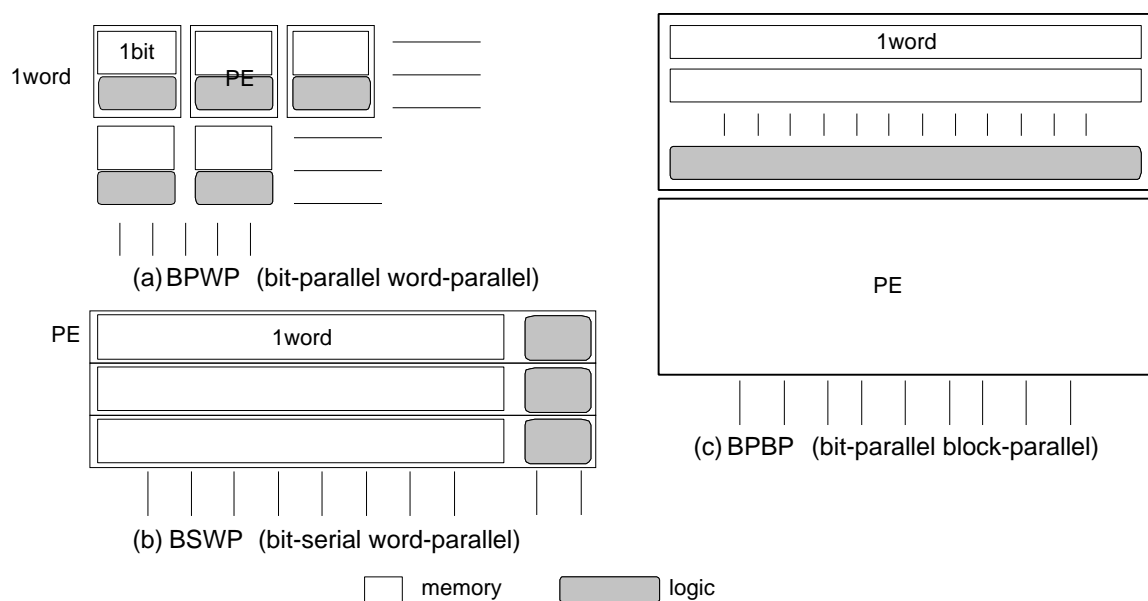 1bit
PE
1word
(a) BPWP (bit-parallel word-parallel)
PE
1word
(b) BSWP (bit-serial word-parallel)
1word
PE
(c) BPBP (bit-parallel block-parallel)
memory
logic